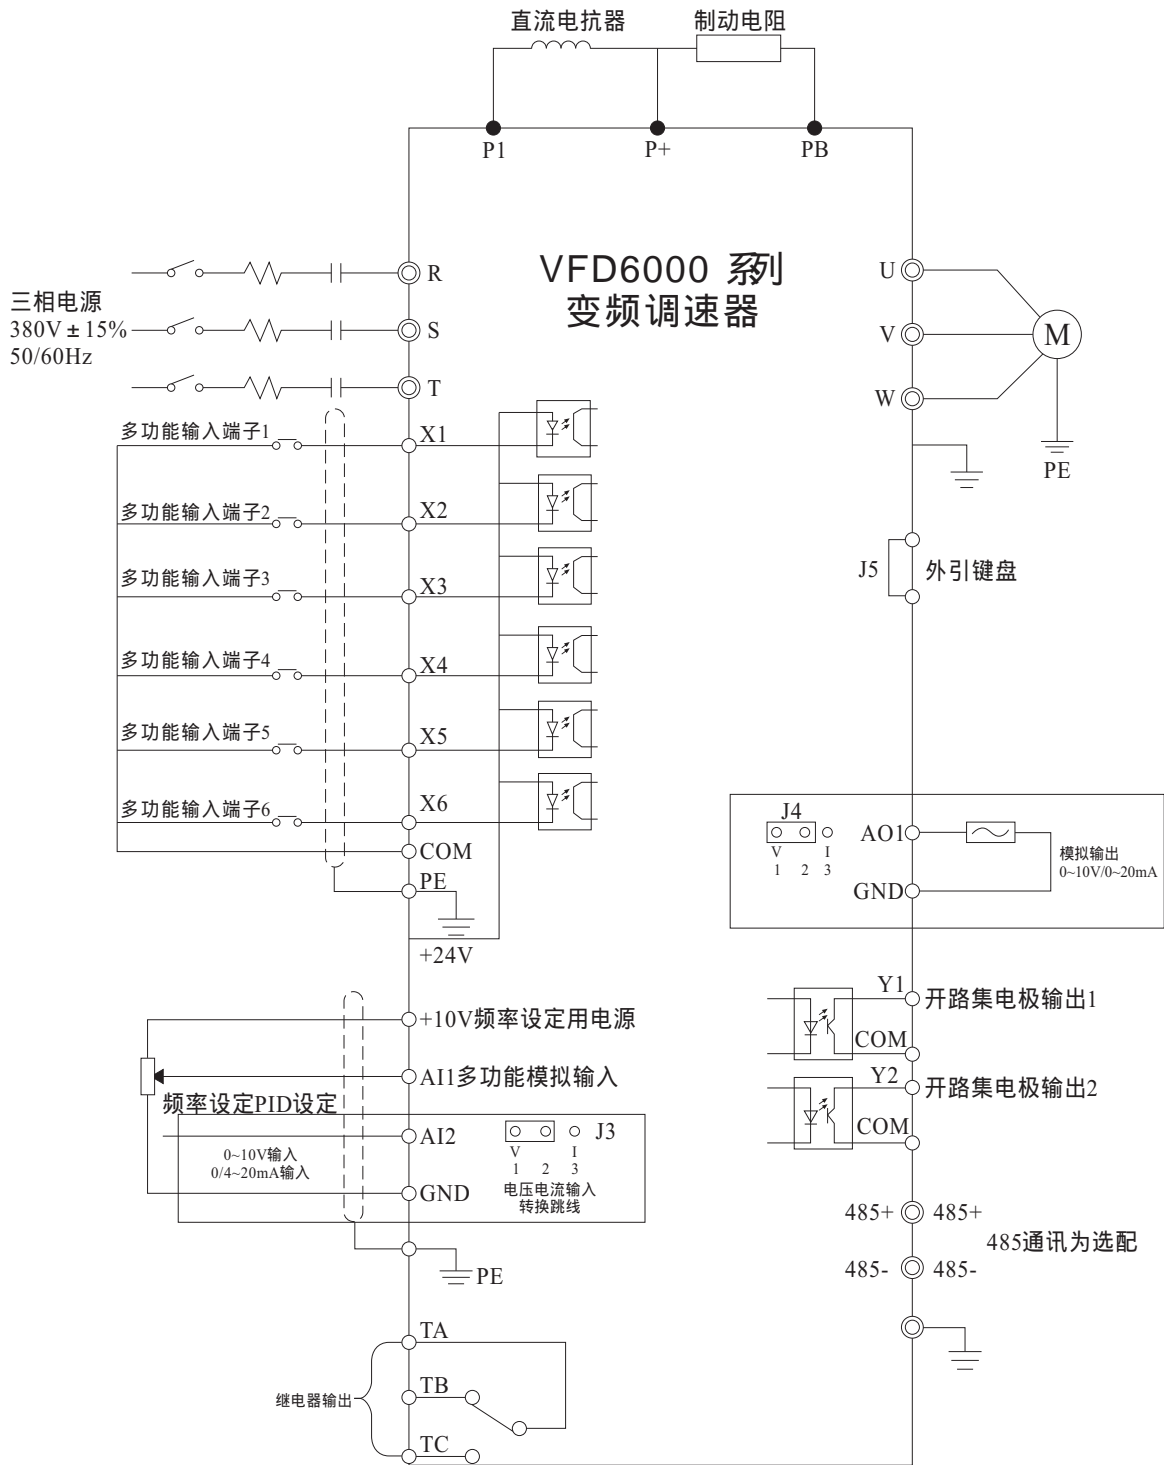 直流电抗器
制动电阻
P1
P+
PB
VFD6000 系列
变频调速器
三相电源
380V ± 15%
50/60Hz
R
S
T
U
V
W
M
PE
多功能输入端子1
X1
多功能输入端子2
X2
多功能输入端子3
X3
多功能输入端子4
X4
多功能输入端子5
X5
多功能输入端子6
X6
COM
PE
+24V
J5
外引键盘
J4
V
I
1
2
3
AO1
GND
模拟输出
0~10V/0~20mA
Y1
开路集电极输出1
COM
Y2
开路集电极输出2
COM
+10V频率设定用电源
AI1多功能模拟输入
频率设定PID设定
AI2
0~10V输入
0/4~20mA输入
J3
V
I
1
2
3
电压电流输入
转换跳线
GND
PE
485+
485+
485通讯为选配
485-
485-
TA
TB
TC
继电器输出